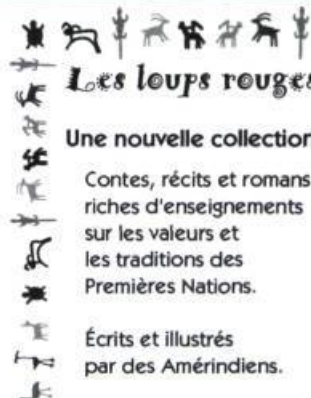 Les loups rouges
Une nouvelle collection
Contes, récits et romans
riches d'enseignements
sur les valeurs et
les traditions des
Premières Nations.
Écrits et illustrés
par des Amérindiens.